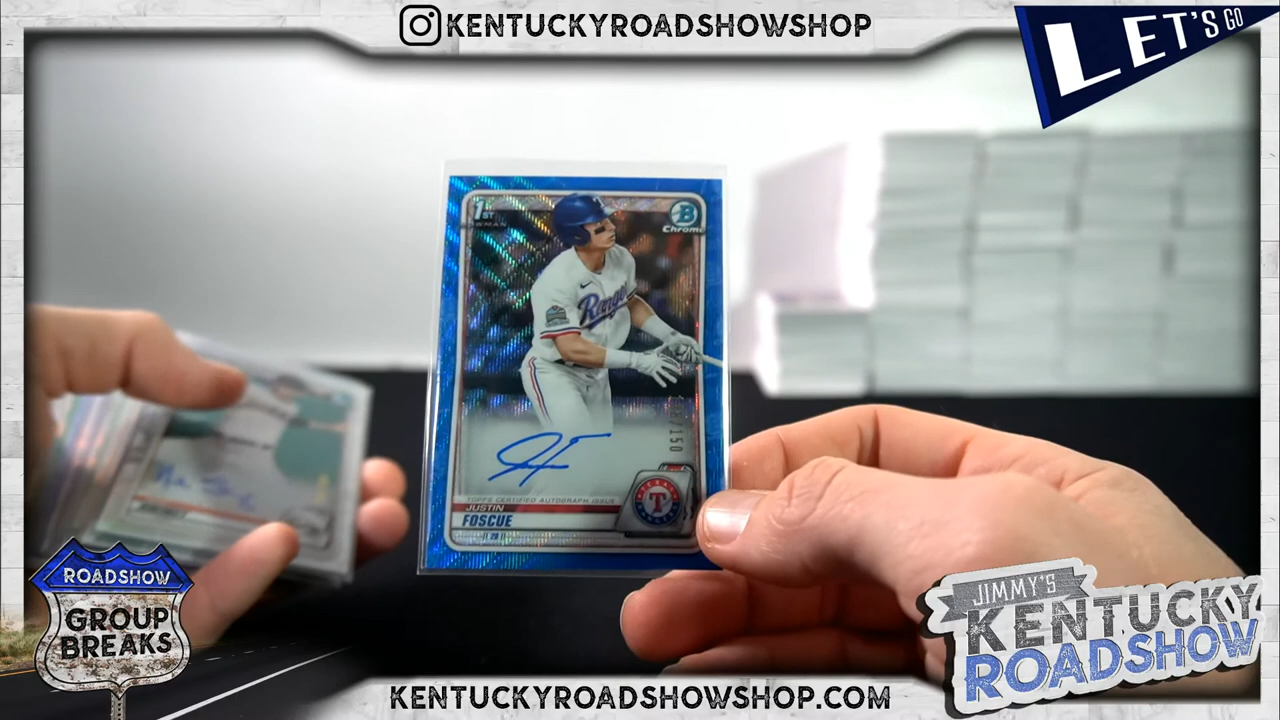 KENTUCKYROADSHOWSHOP
LET'S GO
1ST
B
Chrome
Rangers
/150
TOPPS CERTIFIED AUTOGRAPH ISSUE
JUSTIN
FOSCUE
2B
T
ROADSHOW
GROUP
BREAKS
JIMMY'S
KENTUCKY
ROADSHOW
KENTUCKYROADSHOWSHOP.COM